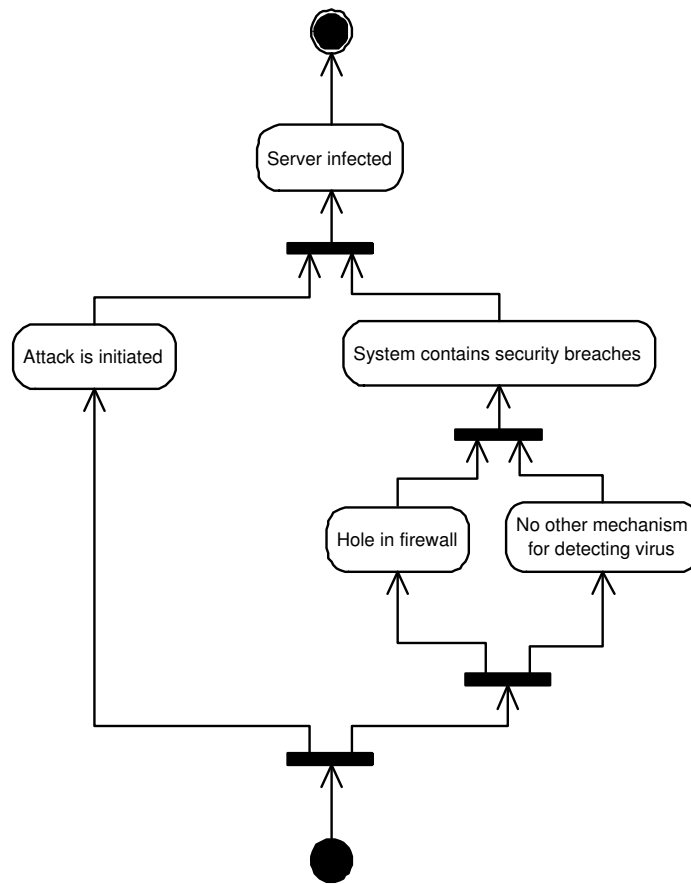 Server infected
Attack is initiated
System contains security breaches
Hole in firewall
No other mechanism
for detecting virus